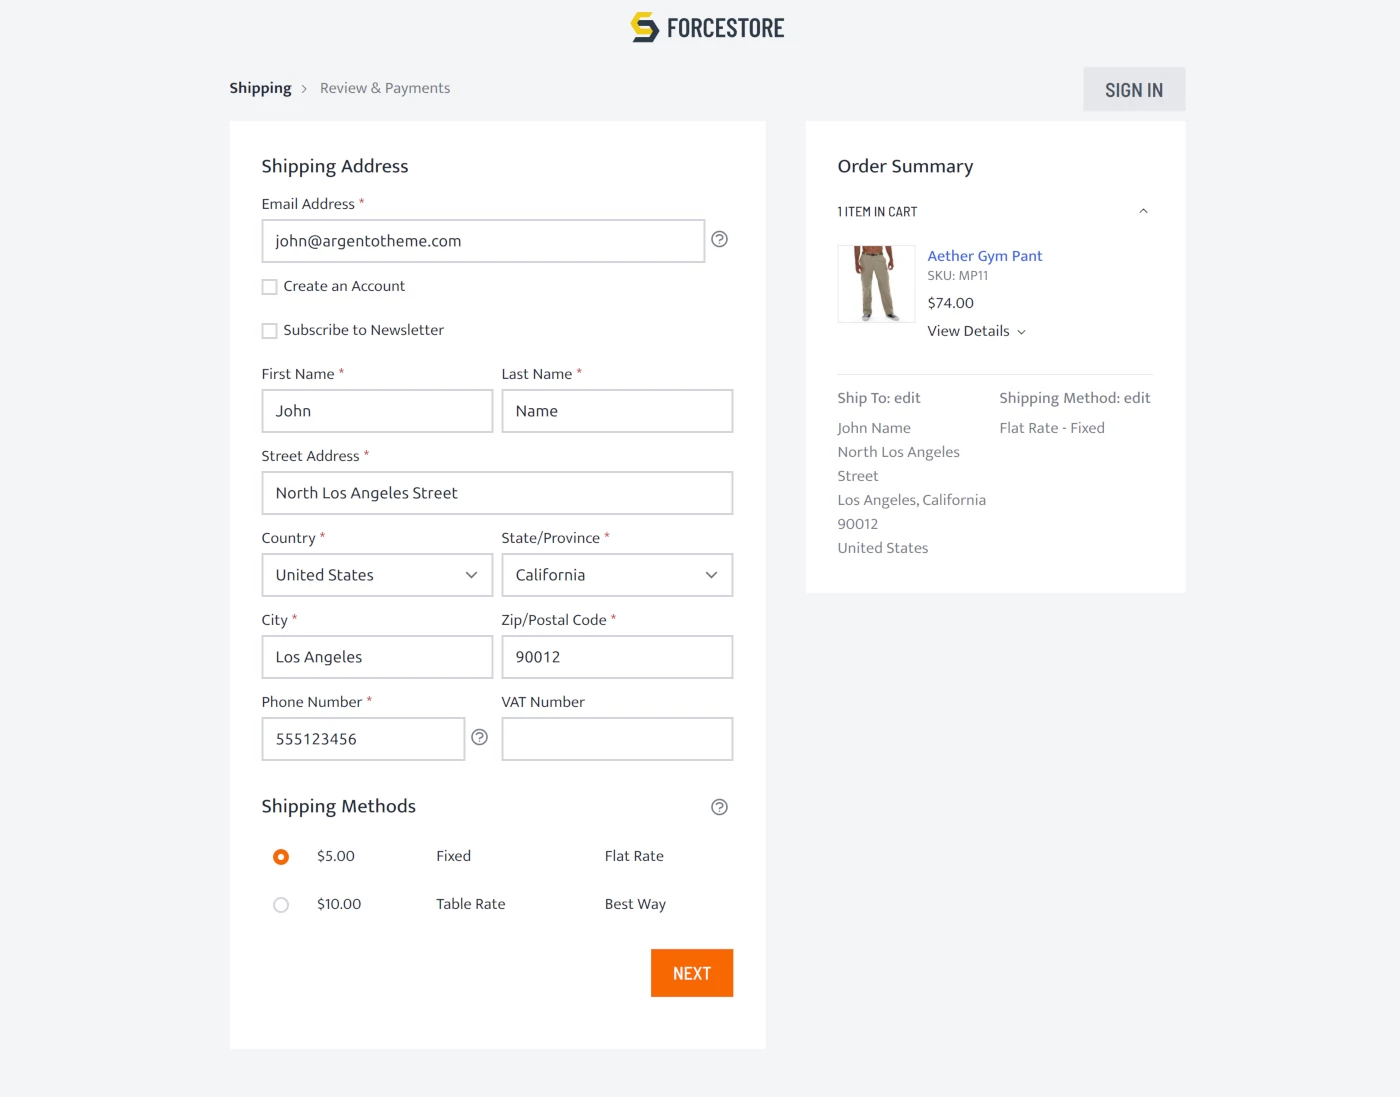 FORCESTORE
Shipping > Review & Payments
SIGN IN
Shipping Address
Email Address *
john@argentotheme.com
Create an Account
Subscribe to Newsletter
First Name *
Last Name *
John
Name
Street Address *
North Los Angeles Street
Country *
State/Province *
United States
California
City *
Zip/Postal Code *
Los Angeles
90012
Phone Number *
VAT Number
555123456
Shipping Methods
$5.00 Fixed Flat Rate
$10.00 Table Rate Best Way
NEXT
Order Summary
1 ITEM IN CART
Aether Gym Pant
SKU: MP11
$74.00
View Details
Ship To: edit
John Name
North Los Angeles
Street
Los Angeles, California
90012
United States
Shipping Method: edit
Flat Rate - Fixed